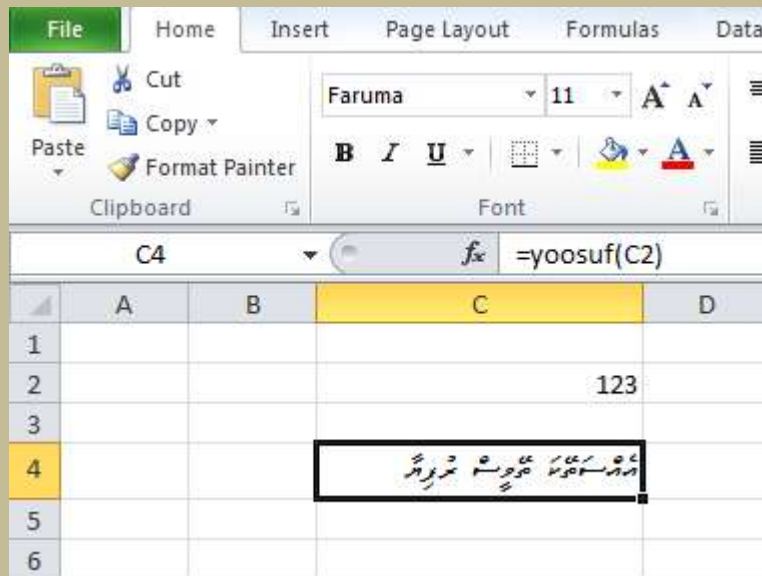 File Home Insert Page Layout Formulas Data
Cut
Copy
Format Painter
Paste
Faruma 11 A A
B I U A
Clipboard Font
C4 fx =yoosuf(C2)
A B C D
1
2 123
3
4 އެއްސަތޭކަ ތޭވީސް ރުފިޔާ
5
6